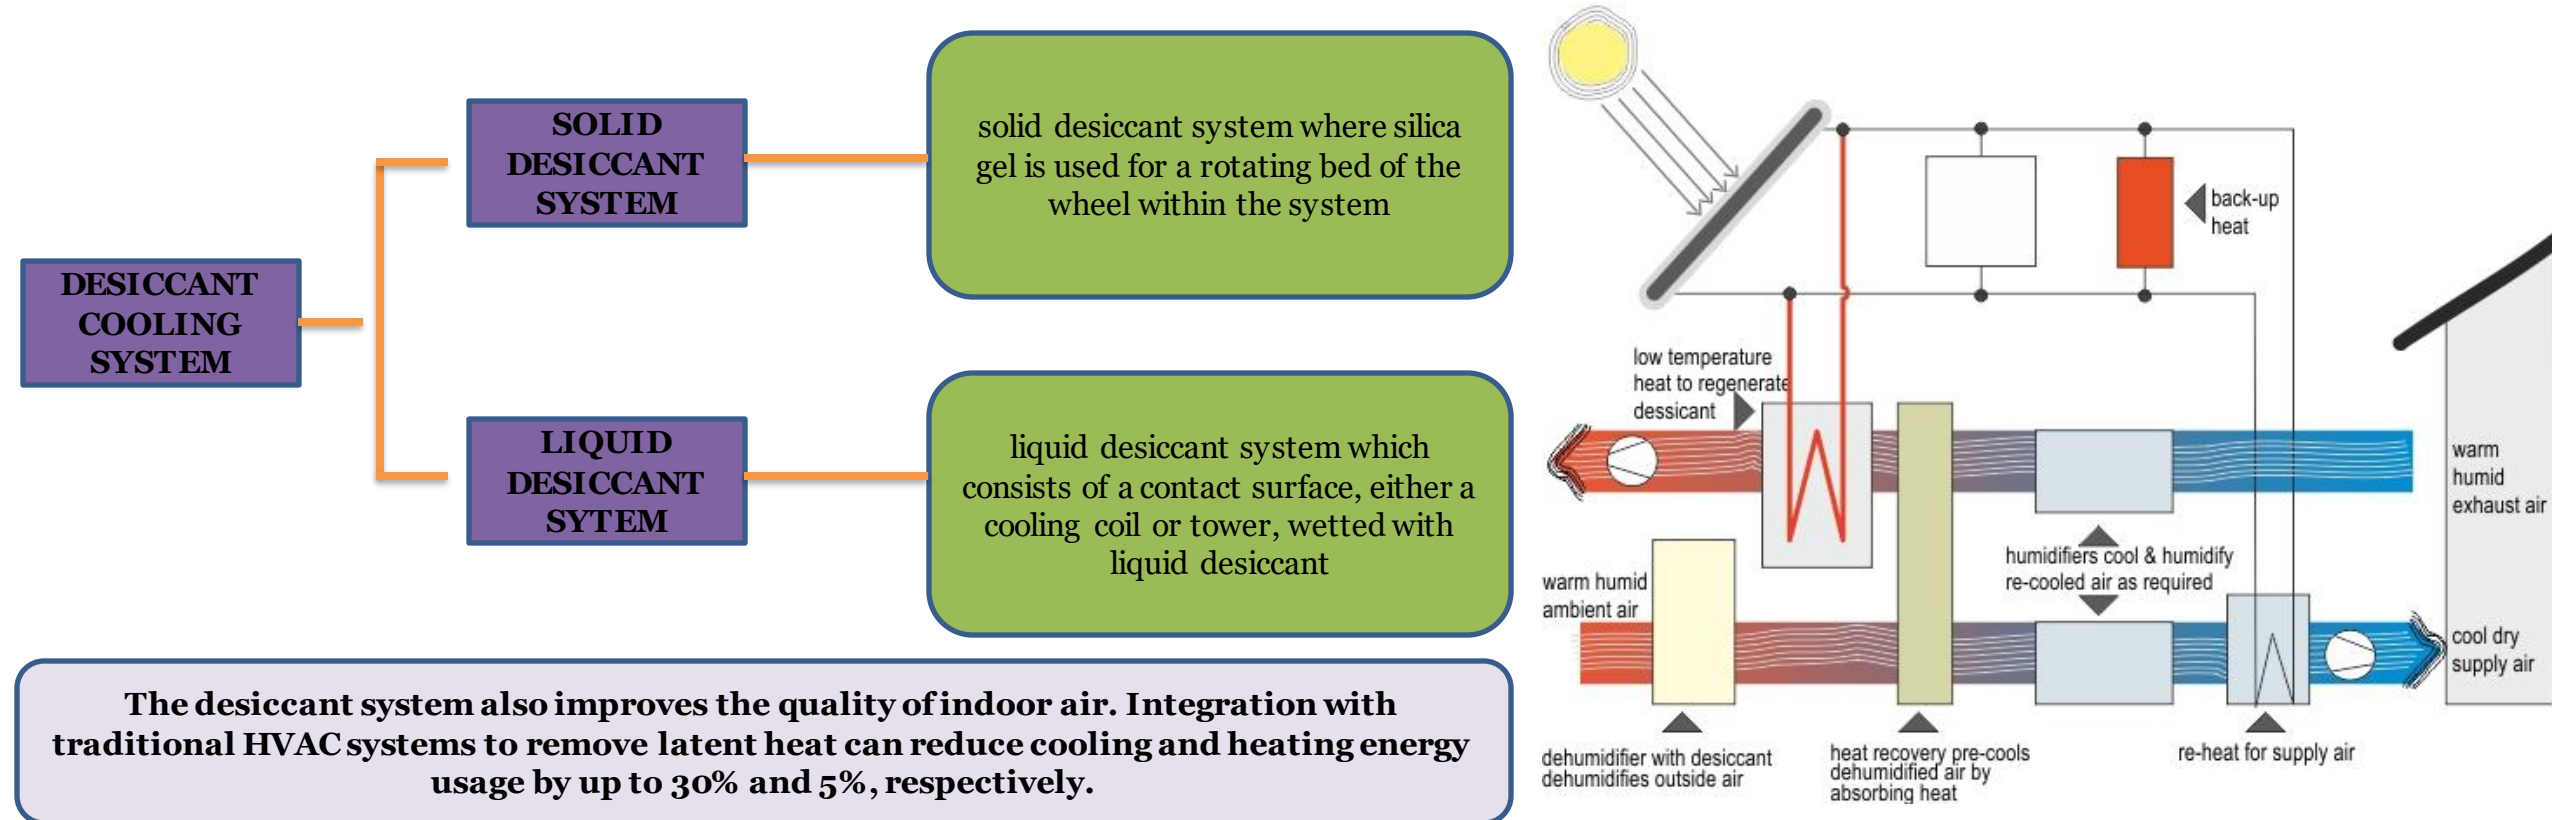 DESICCANT
COOLING
SYSTEM
SOLID
DESICCANT
SYSTEM
solid desiccant system where silica
gel is used for a rotating bed of the
wheel within the system
LIQUID
DESICCANT
SYTEM
liquid desiccant system which
consists of a contact surface, either a
cooling coil or tower, wetted with
liquid desiccant
The desiccant system also improves the quality of indoor air. Integration with
traditional HVAC systems to remove latent heat can reduce cooling and heating energy
usage by up to 30% and 5%, respectively.
back-up
heat
low temperature
heat to regenerate
dessicant
warm
humid
exhaust air
humidifiers cool & humidify
re-cooled air as required
warm humid
ambient air
cool dry
supply air
dehumidifier with desiccant
dehumidifies outside air
heat recovery pre-cools
dehumidified air by
absorbing heat
re-heat for supply air